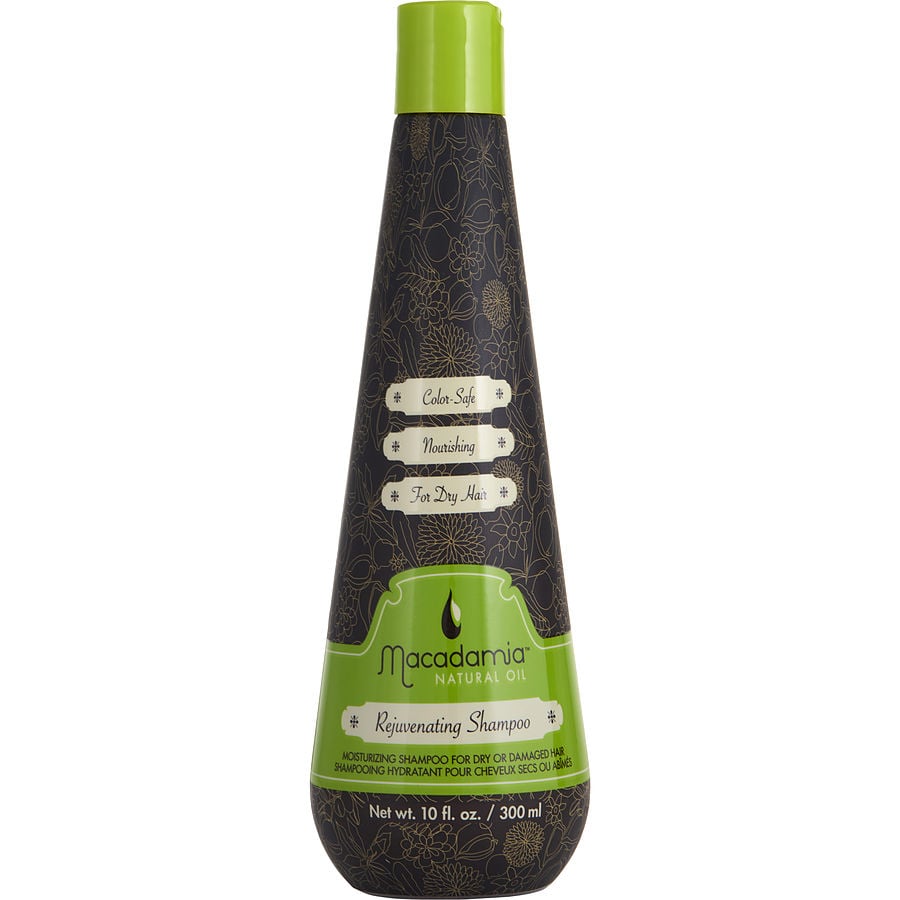 Color-Safe
Nourishing
For Dry Hair
Macadamia™
NATURAL OIL
Rejuvenating Shampoo
MOISTURIZING SHAMPOO FOR DRY OR DAMAGED HAIR
SHAMPOOING HYDRATANT POUR CHEVEUX SECS OU ABÎMÉS
Net wt. 10 fl. oz. / 300 ml